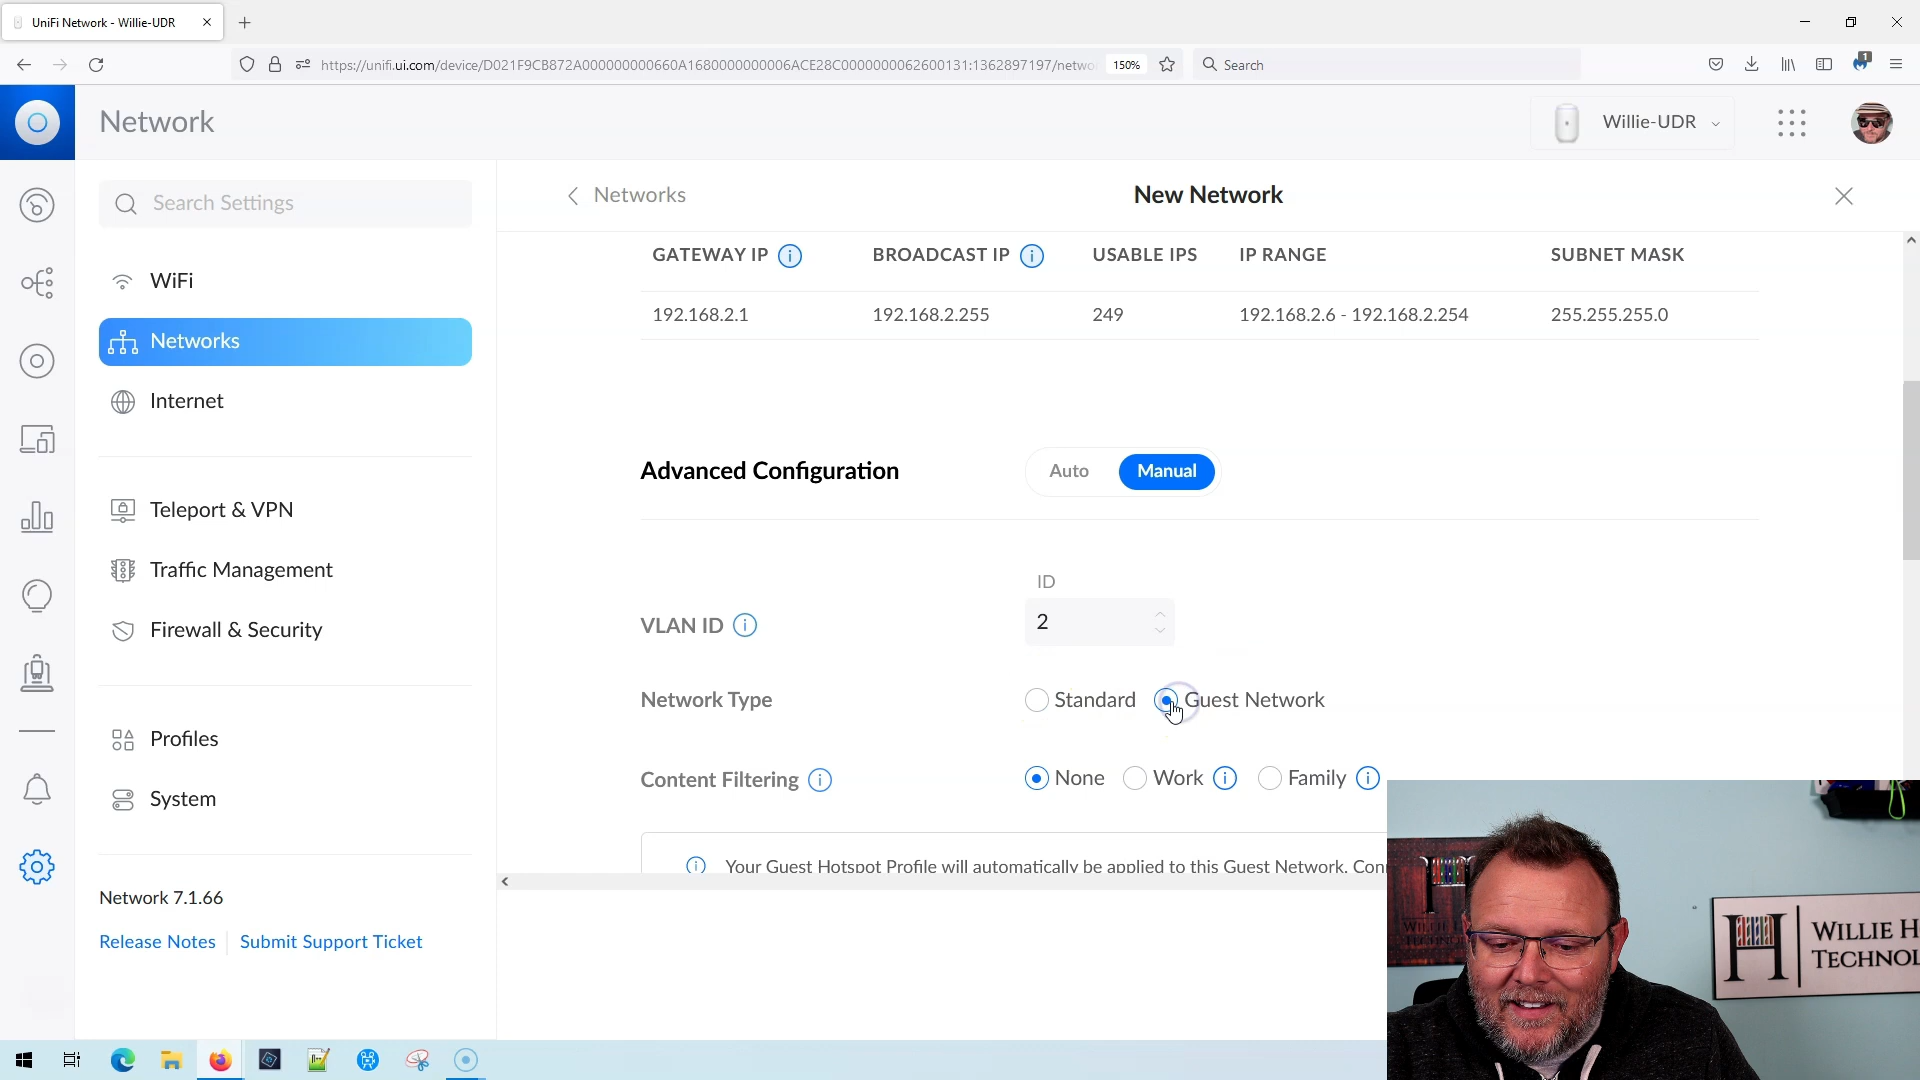 UniFi Network - Willie-UDR
https://unifi.ui.com/device/D021F9CB872A000000000660A1680000000006ACE28C0000000062600131:1362897197/netwo
150%
Search
1
Network
Willie-UDR
Search Settings
WiFi
Networks
Internet
Teleport & VPN
Traffic Management
Firewall & Security
Profiles
System
Network 7.1.66
Release Notes
Submit Support Ticket
Networks
New Network
GATEWAY IP BROADCAST IP USABLE IPS IP RANGE SUBNET MASK
192.168.2.1 192.168.2.255 249 192.168.2.6 - 192.168.2.254 255.255.255.0
Advanced Configuration Auto Manual
ID
VLAN ID 2
Network Type Standard Guest Network
Content Filtering None Work Family
Your Guest Hotspot Profile will automatically be applied to this Guest Network. Con
WILLIE H
TECHNOL